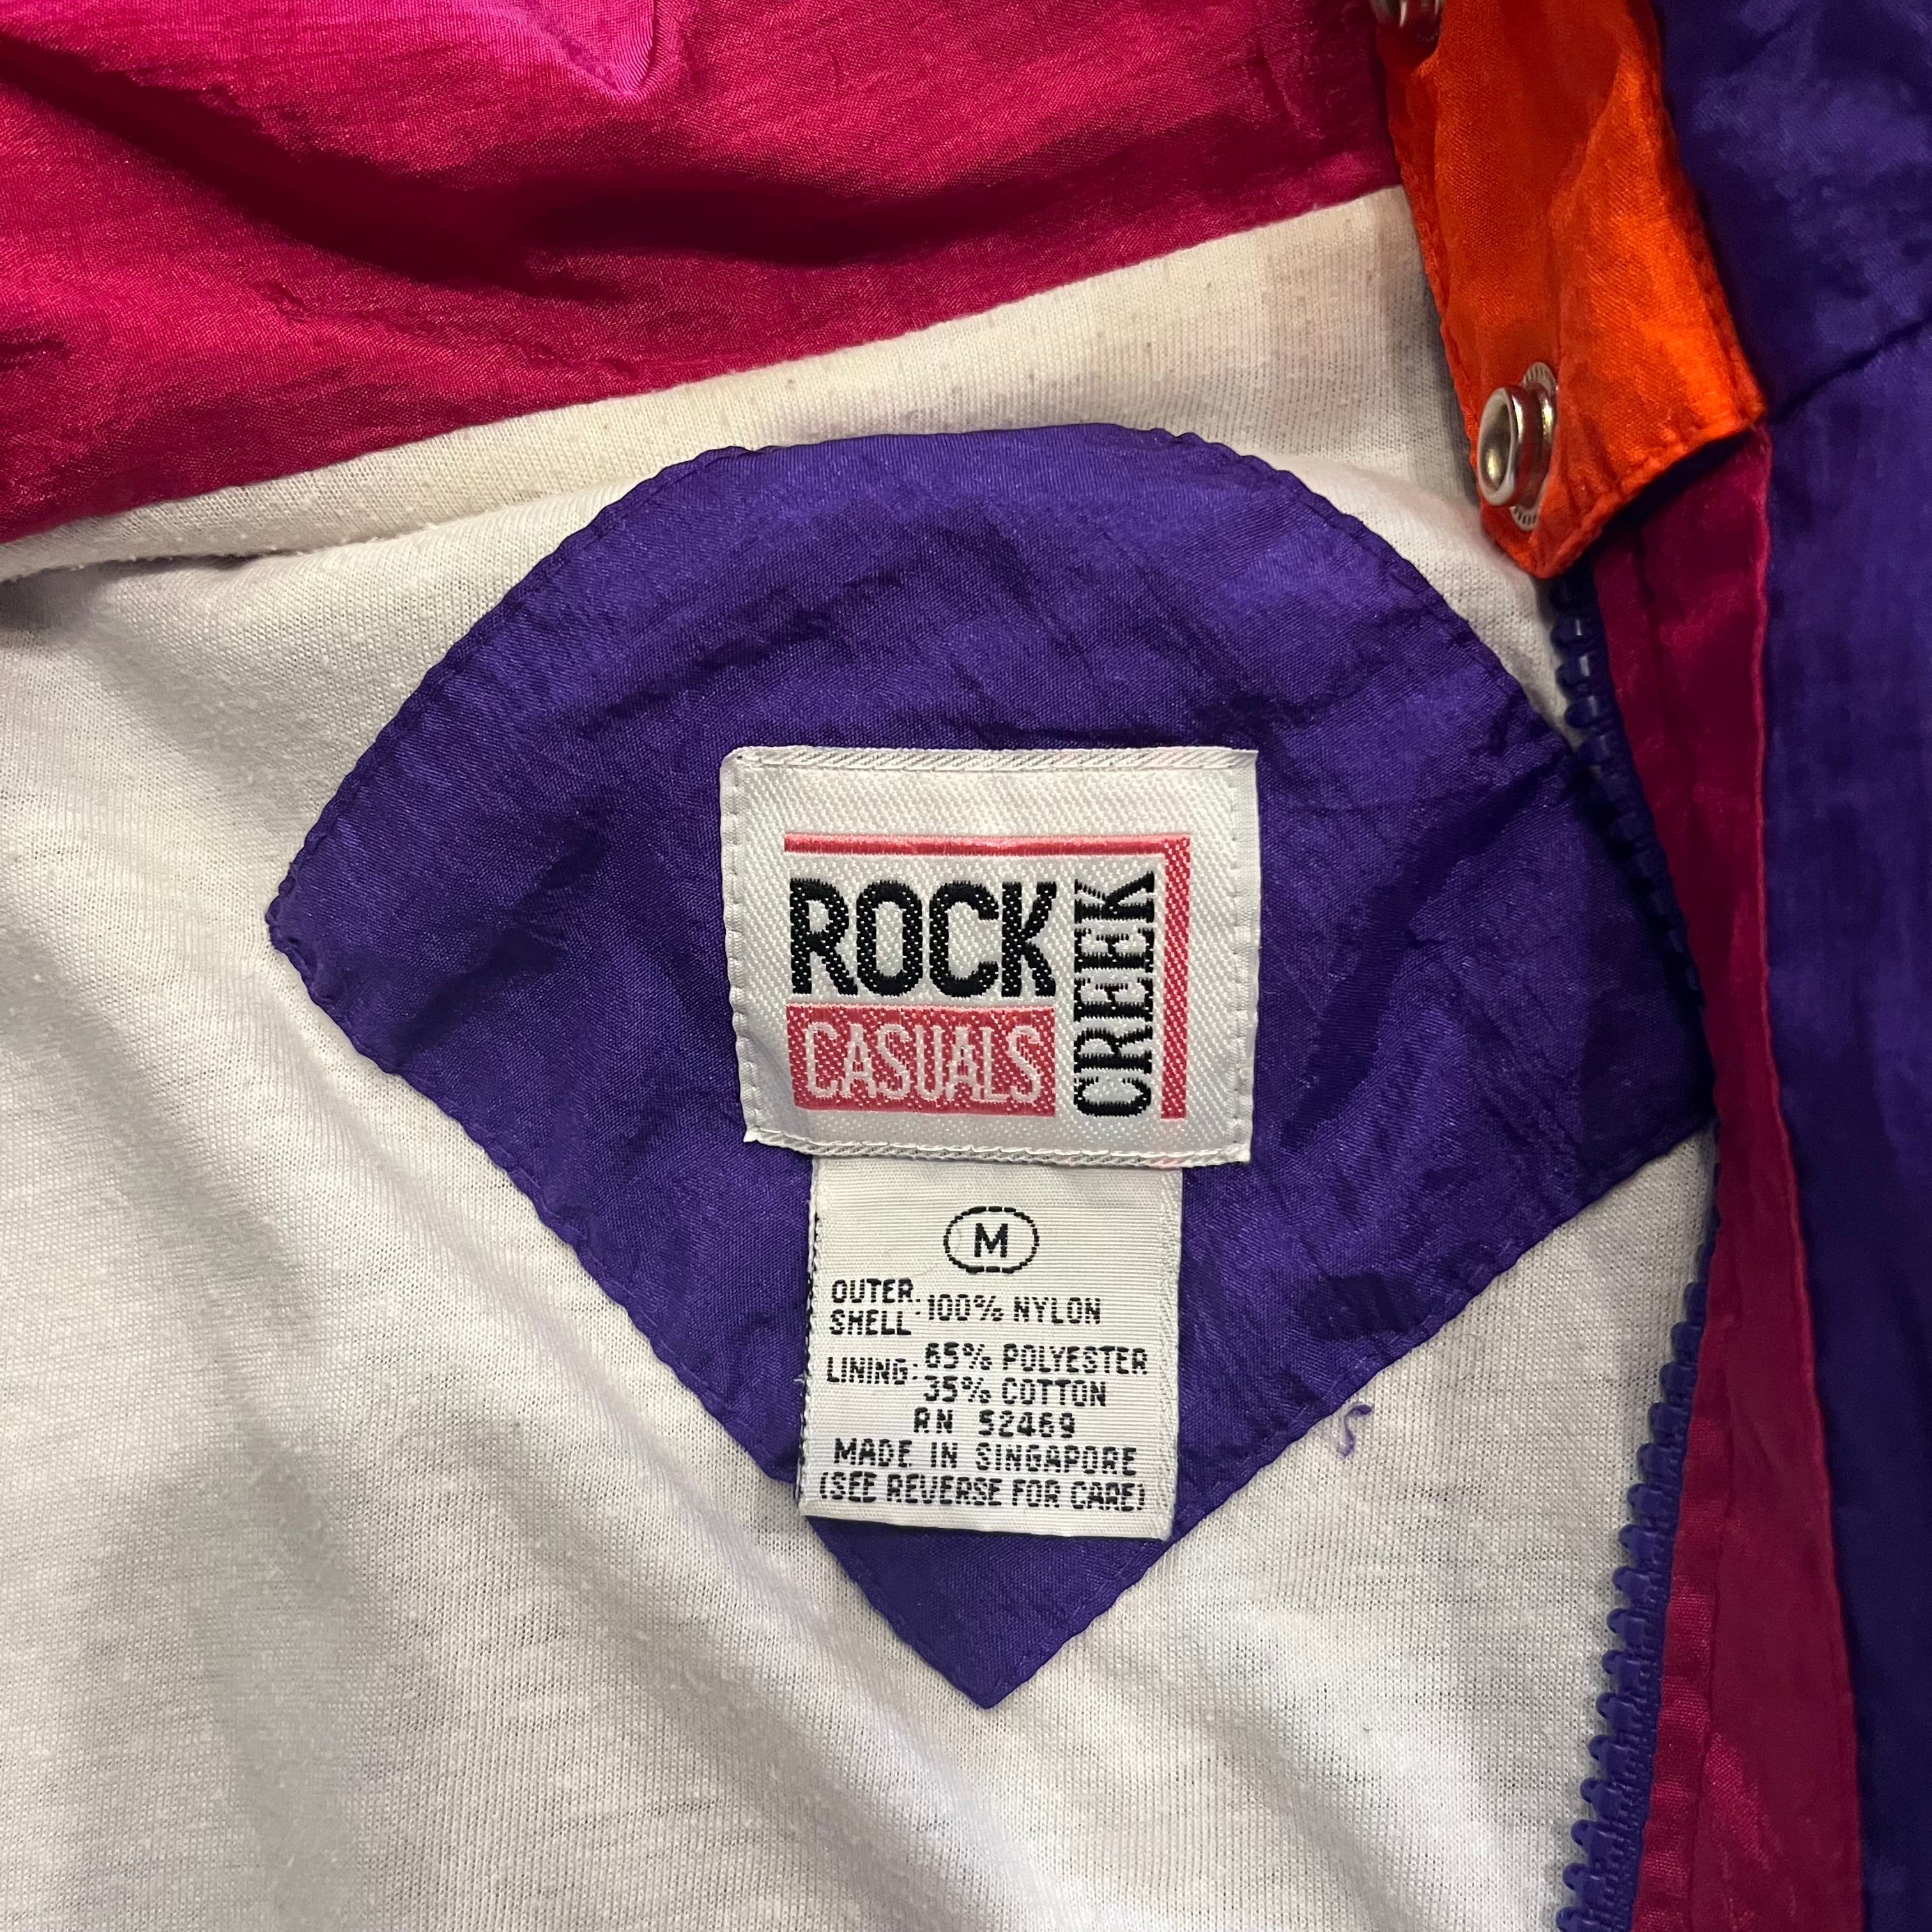 ROCK
CREEK
CASUALS
M
OUTER
SHELL : 100% NYLON
LINING: 65% POLYESTER
35% COTTON
RN 52469
MADE IN SINGAPORE
(SEE REVERSE FOR CARE)